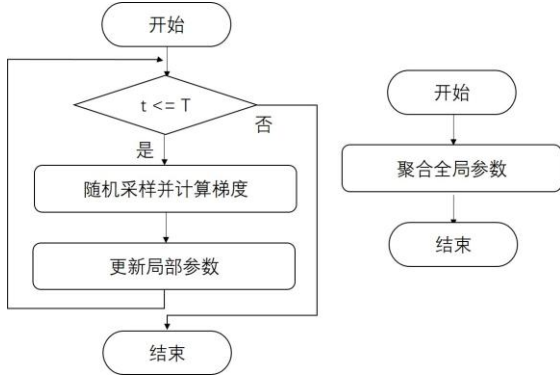 开始
t <= T
否
是
随机采样并计算梯度
更新局部参数
结束
开始
聚合全局参数
结束